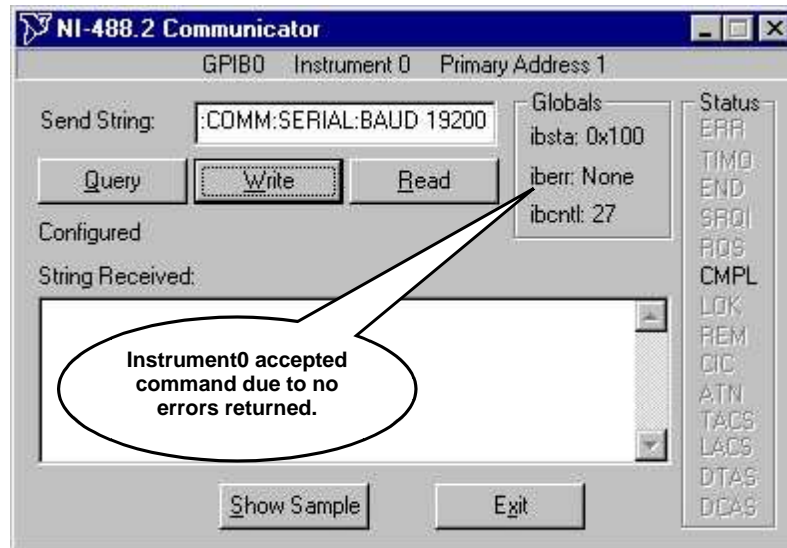 NI-488.2 Communicator
GPIB0 Instrument 0 Primary Address 1
Send String:
:COMM:SERIAL:BAUD 19200
Query
Write
Read
Configured
String Received:
Instrument0 accepted
command due to no
errors returned.
Show Sample
Exit
Globals
ibsta: 0x100
iberr: None
ibcntl: 27
Status
ERR
TIMO
END
SRQI
RQS
CMPL
LOK
REM
CIC
ATN
TACS
LACS
DTAS
DCAS